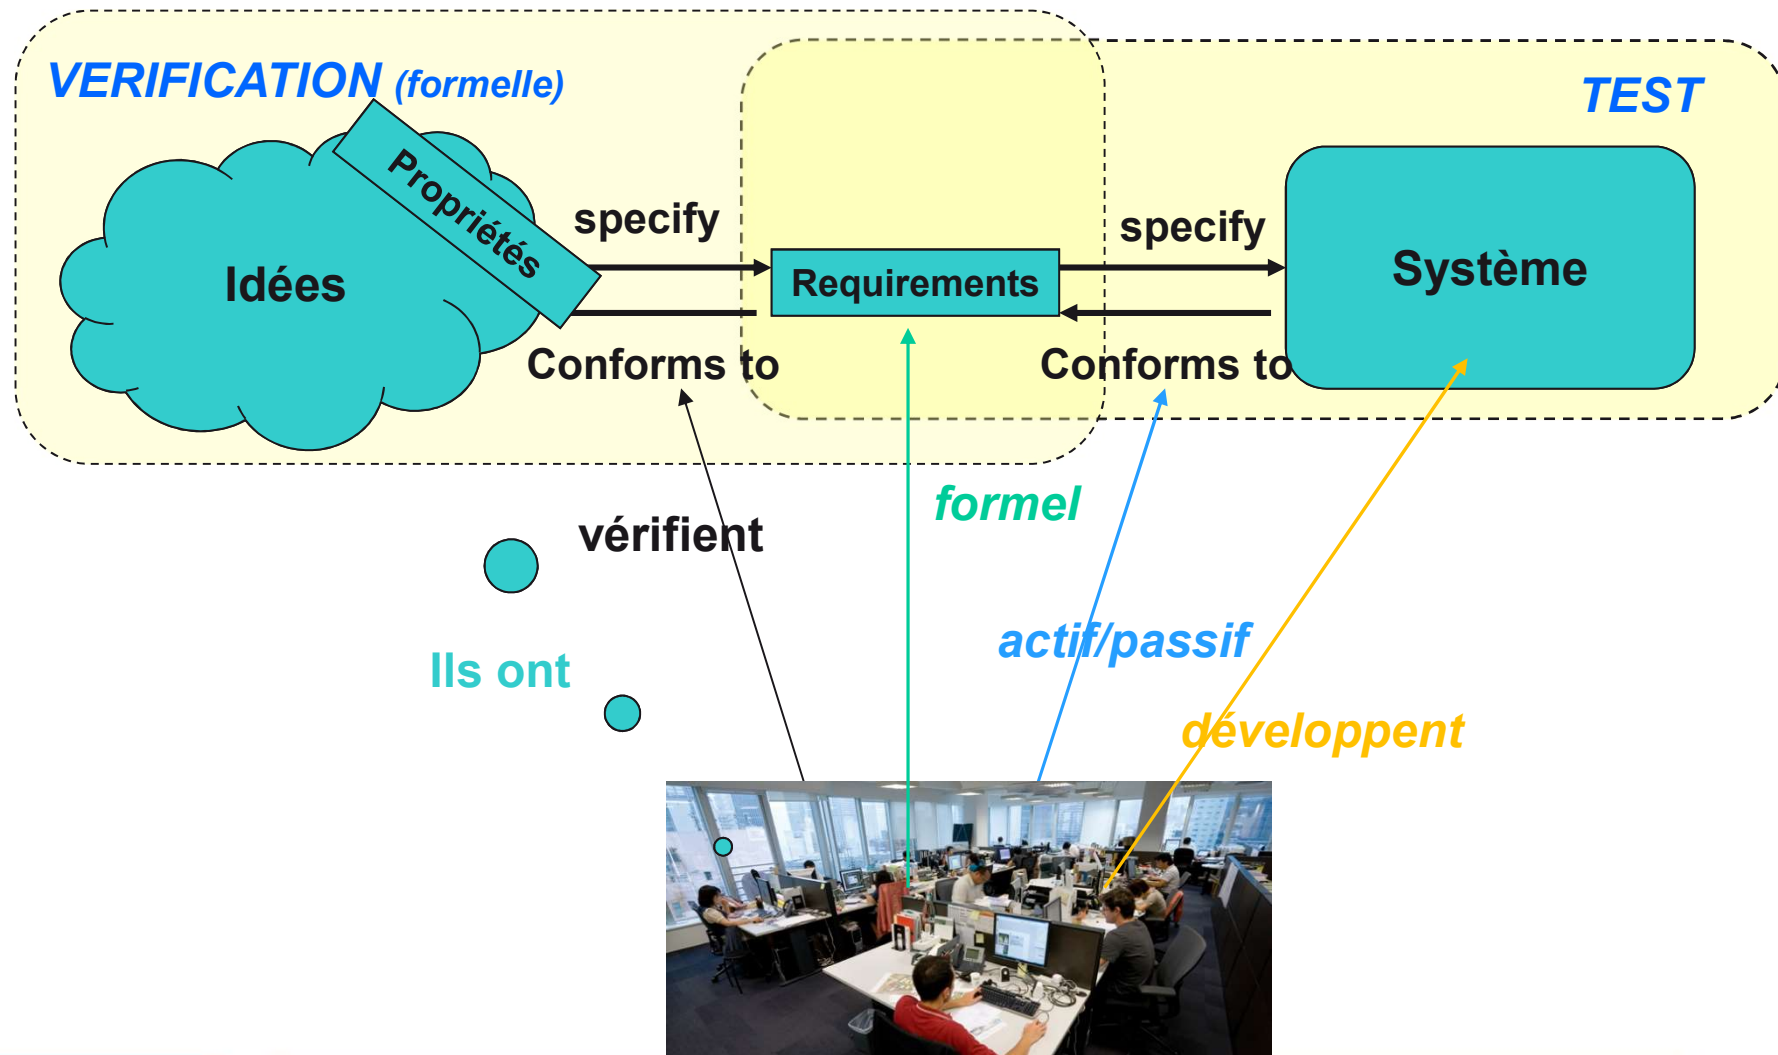 VERIFICATION (formelle)
TEST
Propriétés
specify
specify
Idées
Requirements
Système
Conforms to
Conforms to
formel
vérifient
actif/passif
Ils ont
développent